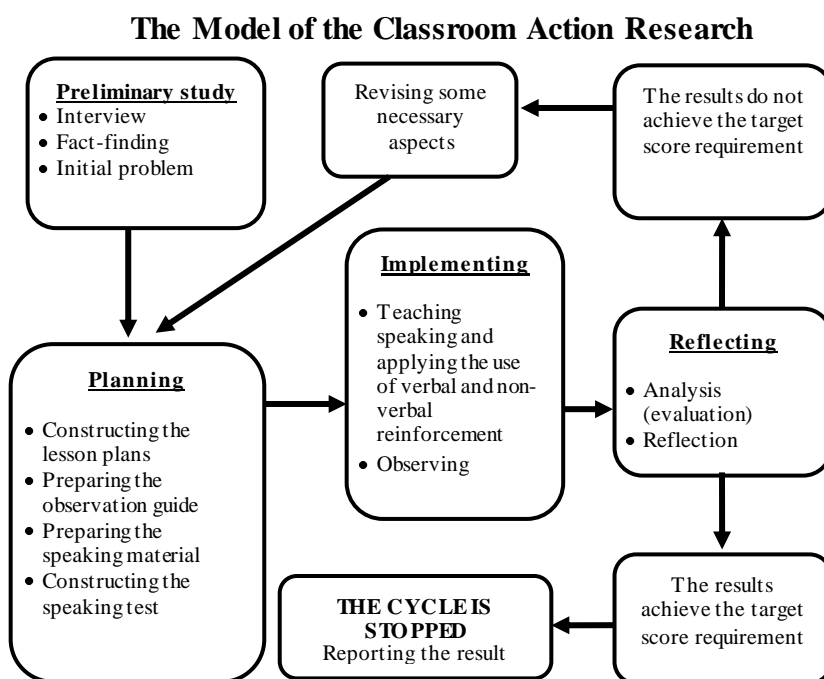 The Model of the Classroom Action Research
Preliminary study
• Interview
• Fact-finding
• Initial problem
Revising some
necessary
aspects
The results do not
achieve the target
score requirement
Planning
• Constructing the
lesson plans
• Preparing the
observation guide
• Preparing the
speaking material
• Constructing the
speaking test
Implementing
• Teaching
speaking and
applying the use
of verbal and non-
verbal
reinforcement
• Observing
Reflecting
• Analysis
(evaluation)
• Reflection
The results
achieve the target
score requirement
THE CYCLE IS
STOPPED
Reporting the result